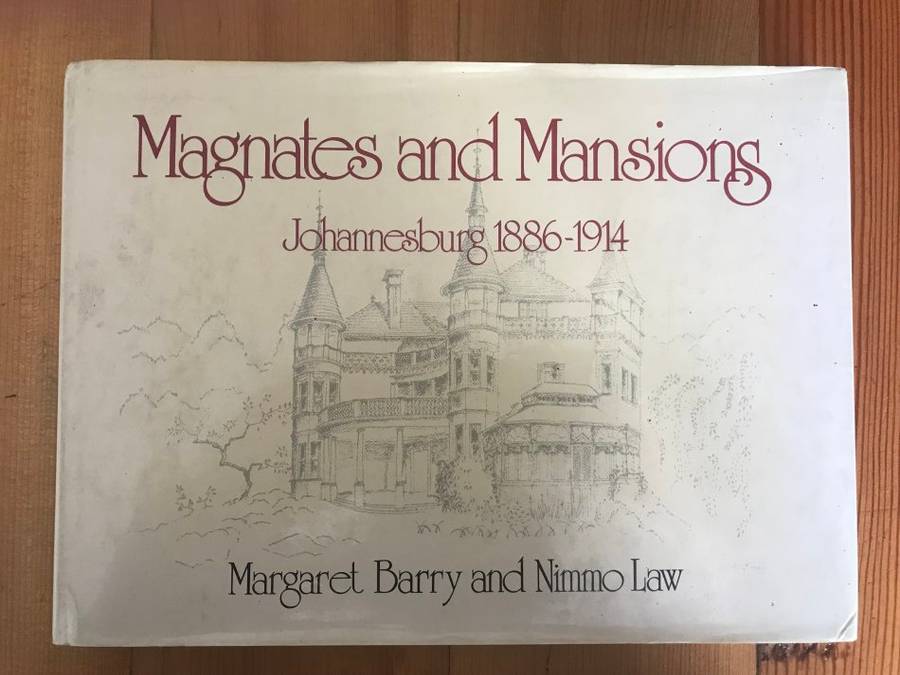 Magnates and Mansions
Johannesburg 1886-1914
Margaret Barry and Nimmo Law